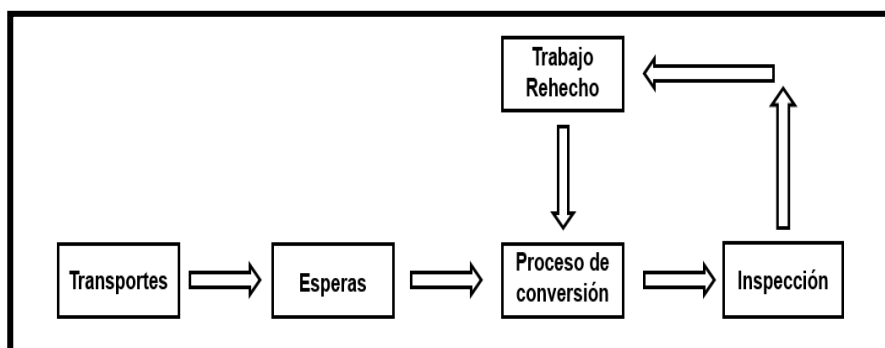 Trabajo
Rehecho
Transportes
Esperas
Proceso de
conversión
Inspección